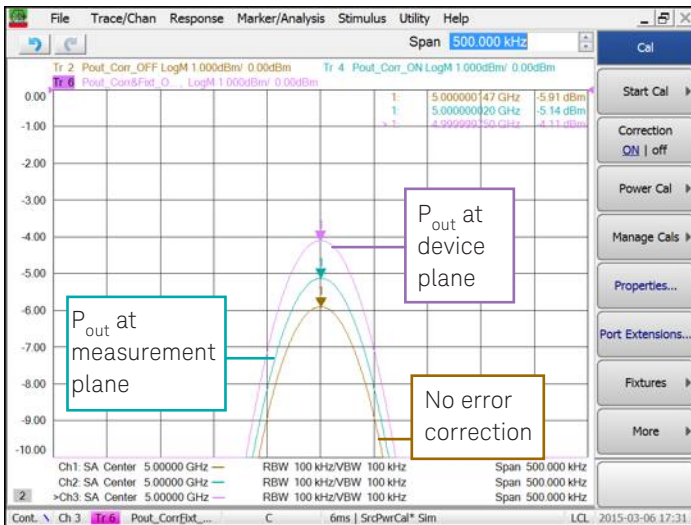 File Trace/Chan Response Marker/Analysis Stimulus Utility Help
Span 500.000 kHz
Cal
Tr 2 Pout_Corr_OFF LogM 1.000dBm/ 0.00dBm Tr 4 Pout_Corr_ON LogM 1.000dBm/ 0.00dBm
Tr 6 Pout_Corr&Fixt_O... LogM 1.000dBm/ 0.00dBm
1: 5.000000147 GHz -5.91 dBm
1: 5.000000020 GHz -5.14 dBm
> 1: 4.999999750 GHz -4.11 dBm
0.00
-1.00
-2.00
-3.00
-4.00
-5.00
-6.00
-7.00
-8.00
-9.00
-10.00
1
1
1
Pout at
device
plane
Pout at
measurement
plane
No error
correction
Ch1: SA Center 5.00000 GHz — RBW 100 kHz/VBW 100 kHz Span 500.000 kHz
Ch2: SA Center 5.00000 GHz — RBW 100 kHz/VBW 100 kHz Span 500.000 kHz
2 >Ch3: SA Center 5.00000 GHz — RBW 100 kHz/VBW 100 kHz Span 500.000 kHz
Start Cal
Correction
ON | off
Power Cal
Manage Cals
Properties...
Port Extensions...
Fixtures
More
Cont. Ch 3 Tr 6 Pout_CorrFixt_... C 6ms | SrcPwrCal* Sim LCL 2015-03-06 17:31